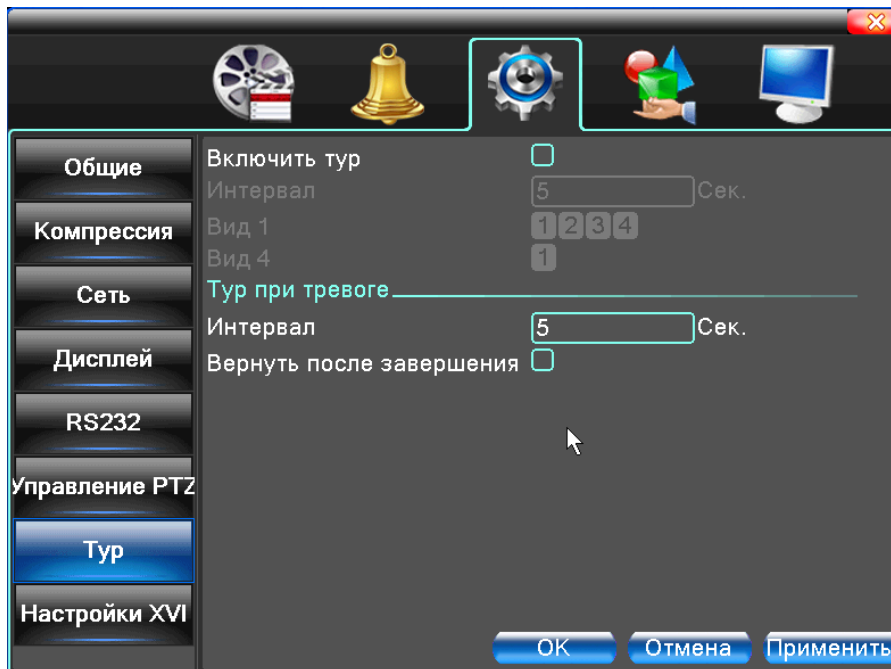 Общие
Компрессия
Сеть
Дисплей
RS232
Управление PTZ
Тур
Настройки XVI
Включить тур
Интервал 5 Сек.
Вид 1 1 2 3 4
Вид 4 1
Тур при тревоге
Интервал 5 Сек.
Вернуть после завершения
OK Отмена Применить